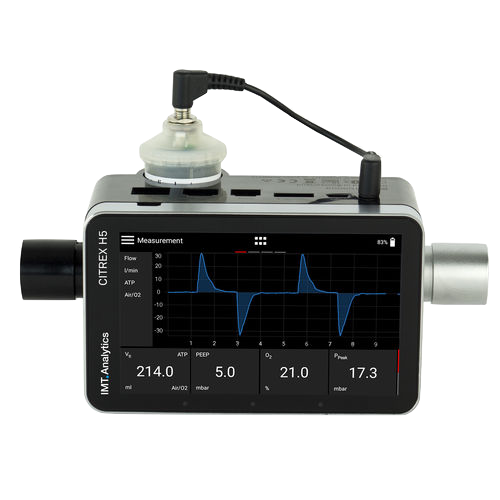 Measurement
83%
Flow
l/min
ATP
Air/O2
30
20
10
0
-10
-30
1 2 3 4 5 6 7 8 9
ATP
214.0
ml Air/O2
PEEP
5.0
mbar
O2
21.0
%
PPeak
17.3
mbar
CITREX H5
IMT.Analytics